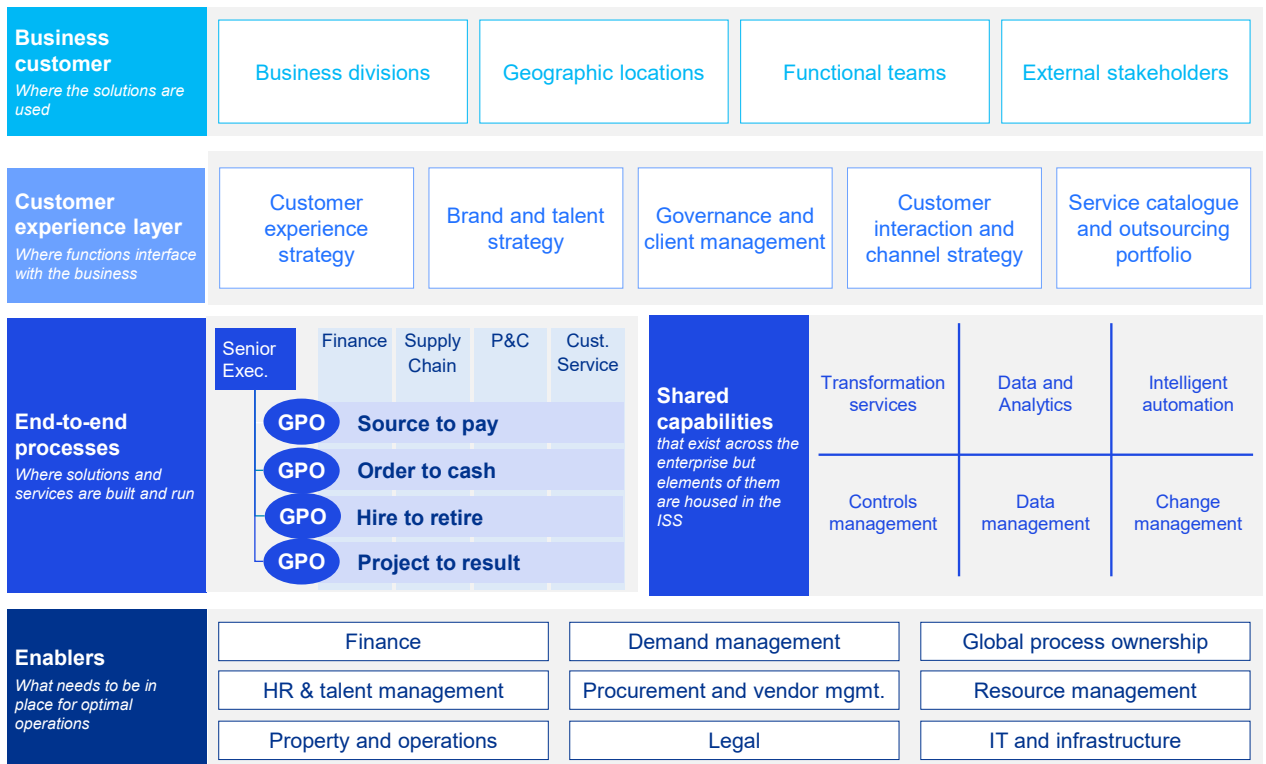 Business
customer
Where the solutions are
used
Business divisions
Geographic locations
Functional teams
External stakeholders
Customer
experience layer
Where functions interface
with the business
Customer
experience
strategy
Brand and talent
strategy
Governance and
client management
Customer
interaction and
channel strategy
Service catalogue
and outsourcing
portfolio
End-to-end
processes
Where solutions and
services are built and run
Senior
Exec.
Finance
Supply
Chain
P&C
Cust.
Service
GPO
Source to pay
GPO
Order to cash
GPO
Hire to retire
GPO
Project to result
Shared
capabilities
that exist across the
enterprise but
elements of them
are housed in the
ISS
Transformation
services
Data and
Analytics
Intelligent
automation
Controls
management
Data
management
Change
management
Enablers
What needs to be in
place for optimal
operations
Finance
Demand management
Global process ownership
HR & talent management
Procurement and vendor mgmt.
Resource management
Property and operations
Legal
IT and infrastructure